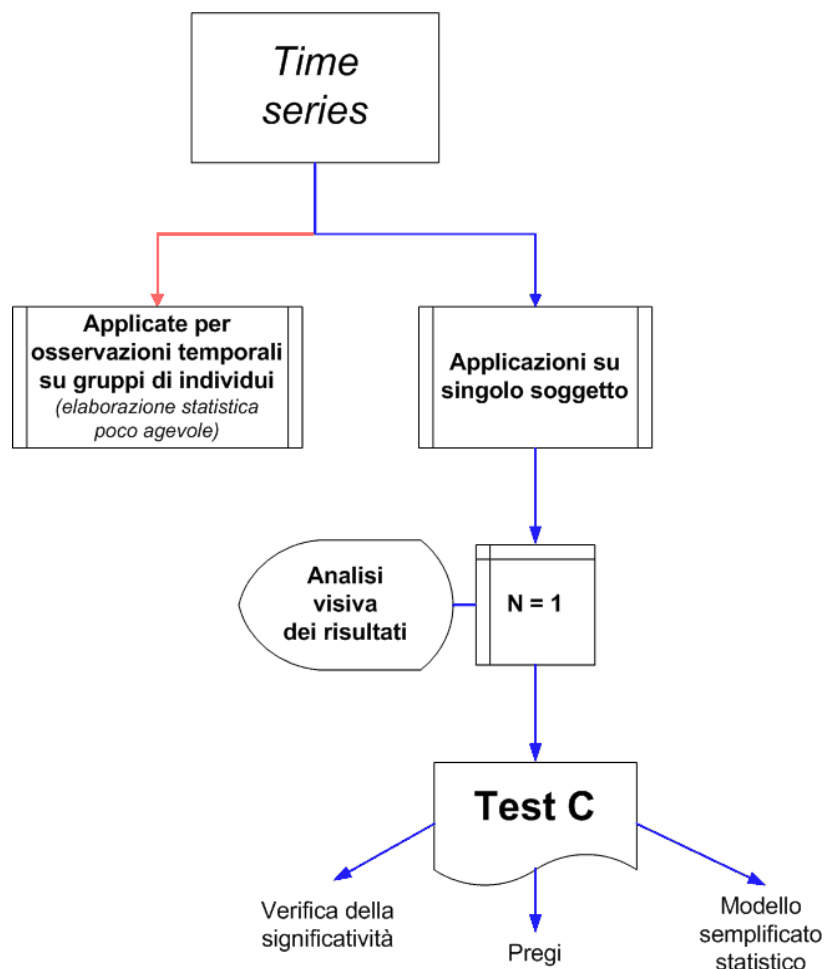 Time
series
Applicate per
osservazioni temporali
su gruppi di individui
(elaborazione statistica
poco agevole)
Applicazioni su
singolo soggetto
Analisi
visiva
dei risultati
N = 1
Test C
Verifica della
significatività
Pregi
Modello
semplificato
statistico